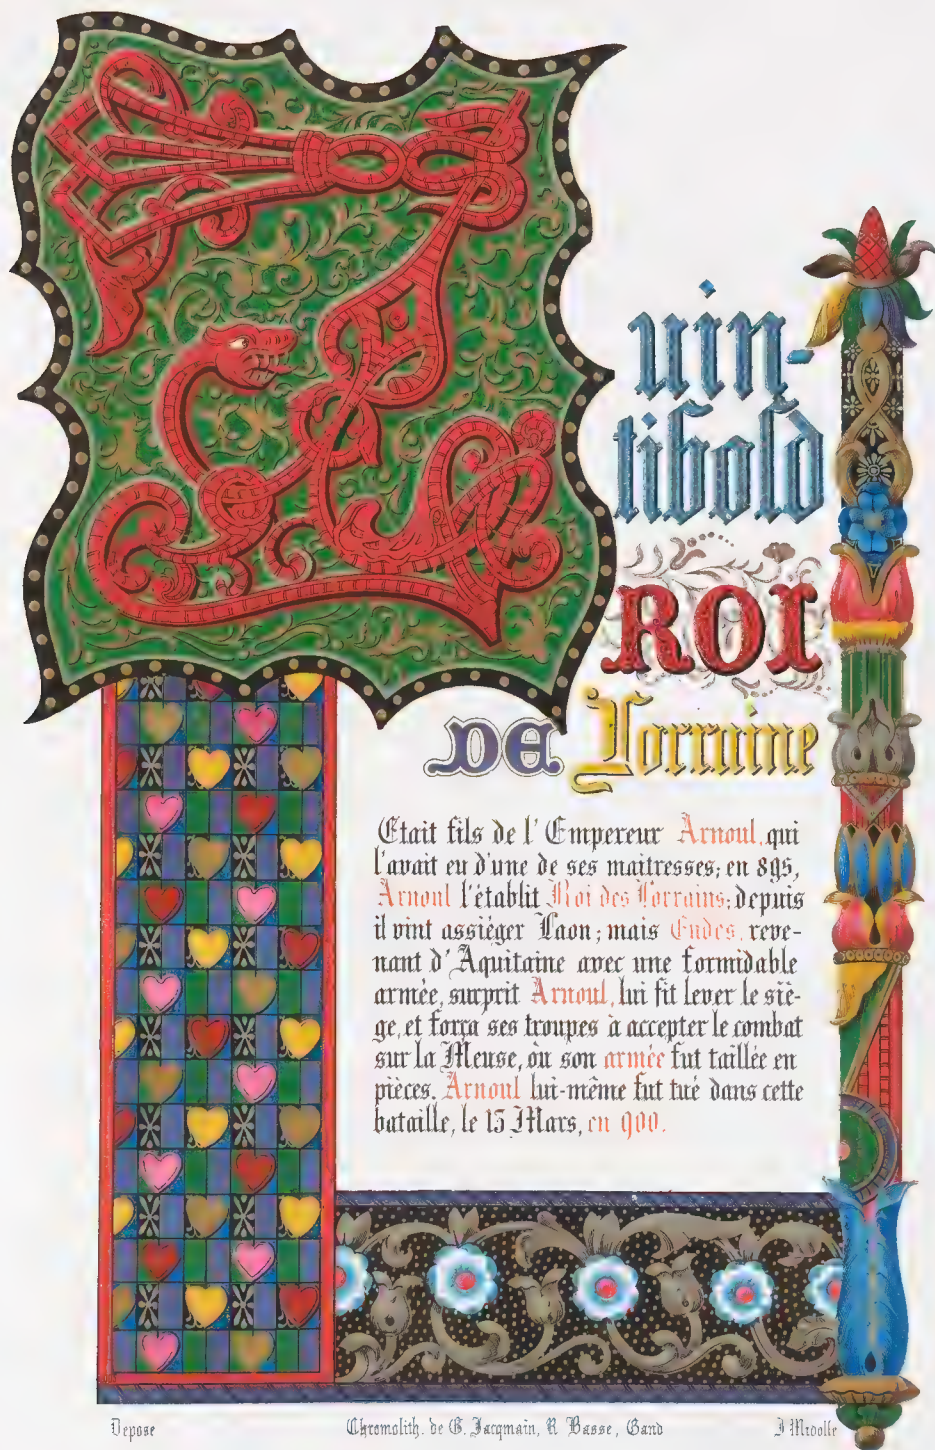 Zuin-
tibold
ROI
DE Lorraine
Etait fils de l'Empereur Arnoul, qui
l'avait eu d'une de ses maitresses; en 895,
Arnoul l'établit Roi des Lorrains; depuis
il vint assiéger Laon; mais Eudes, reve-
nant d'Aquitaine avec une formidable
armée, surprit Arnoul, lui fit lever le siè-
ge, et força ses troupes à accepter le combat
sur la Meuse, où son armée fut taillée en
pièces. Arnoul lui-même fut tué dans cette
bataille, le 13 Mars, en 900.
Depose
Chromolith. de G. Jacqmain, R Basse, Gand
J Midolle